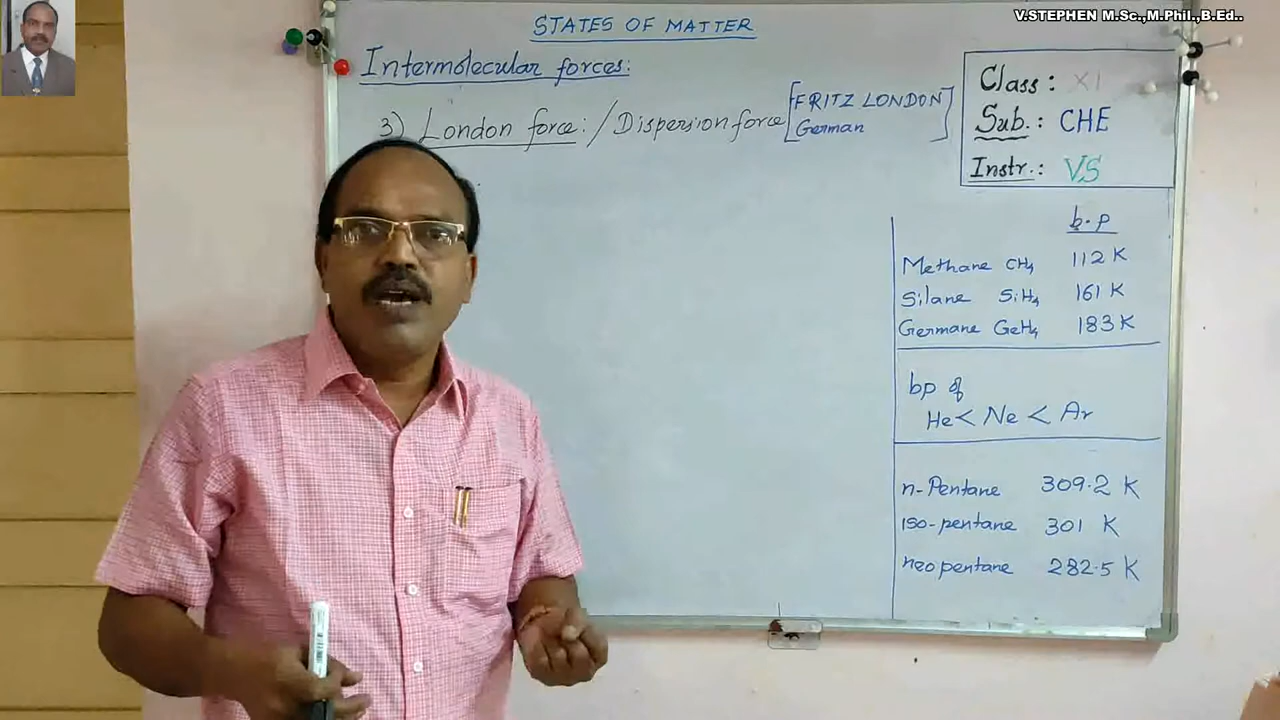 V.STEPHEN M.Sc.,M.Phil.,B.Ed..
STATES OF MATTER
Intermolecular forces:
3) London force: / Dispersion force [FRITZ LONDON
German]
Class: XI
Sub.: CHE
Instr.: VS
b.p
Methane CH4 112 K
Silane SiH4 161 K
Germane GeH4 183 K
bp of
He < Ne < Ar
n-Pentane 309.2 K
Iso-pentane 301 K
neopentane 282.5 K